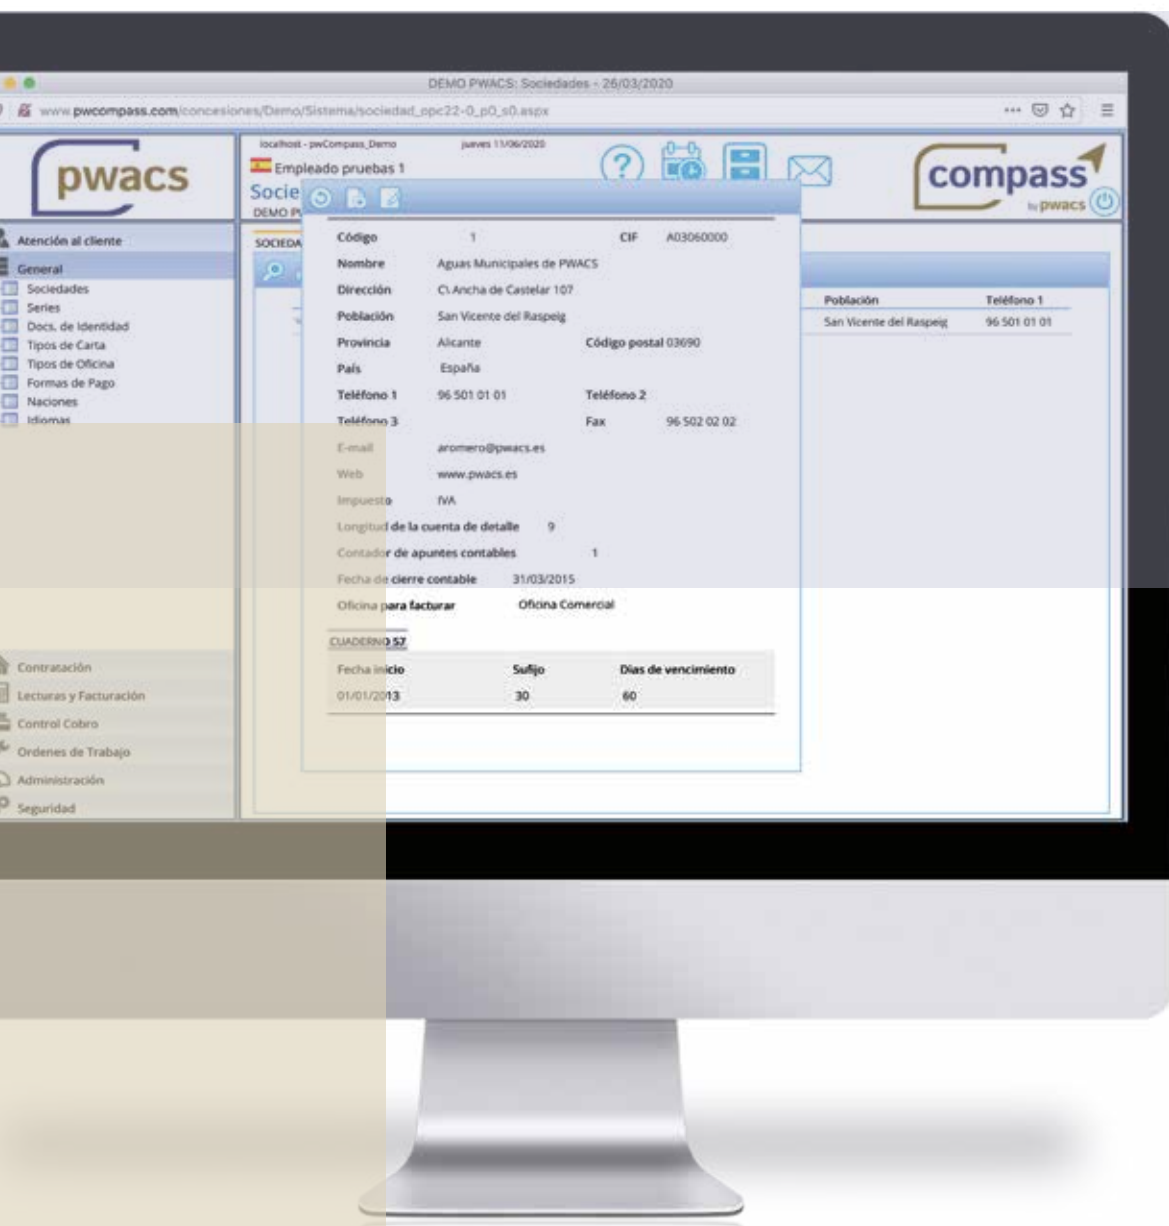 DEMO PWACS: Sociedades - 26/03/2020
www.pwcompass.com/concesiones/Demo/Sistema/sociedad_opc22-0_p0_s0.aspx
pwacs
localhost - pwCompass_Demo jueves 11/06/2020
Empleado pruebas 1
Socie
DEMO
?
compass
by pwacs
Atención al cliente
General
Sociedades
Series
Docs. de Identidad
Tipos de Carta
Tipos de Oficina
Formas de Pago
Naciones
Idiomas
Contratación
Lecturas y Facturación
Control Cobro
Ordenes de Trabajo
Administración
Seguridad
SOCIEDA
Código 1 CIF A03060000
Nombre Aguas Municipales de PWACS
Dirección C\ Ancha de Castelar 107
Población San Vicente del Raspeig
Provincia Alicante Código postal 03690
País España
Teléfono 1 96 501 01 01 Teléfono 2
Teléfono 3 Fax 96 502 02 02
E-mail aromero@pwacs.es
Web www.pwacs.es
Impuesto IVA
Longitud de la cuenta de detalle 9
Contador de apuntes contables 1
Fecha de cierre contable 31/03/2015
Oficina para facturar Oficina Comercial
CUADERNO 57
Fecha inicio Sufijo Dias de vencimiento
01/01/2013 30 60
Población Teléfono 1
San Vicente del Raspeig 96 501 01 01